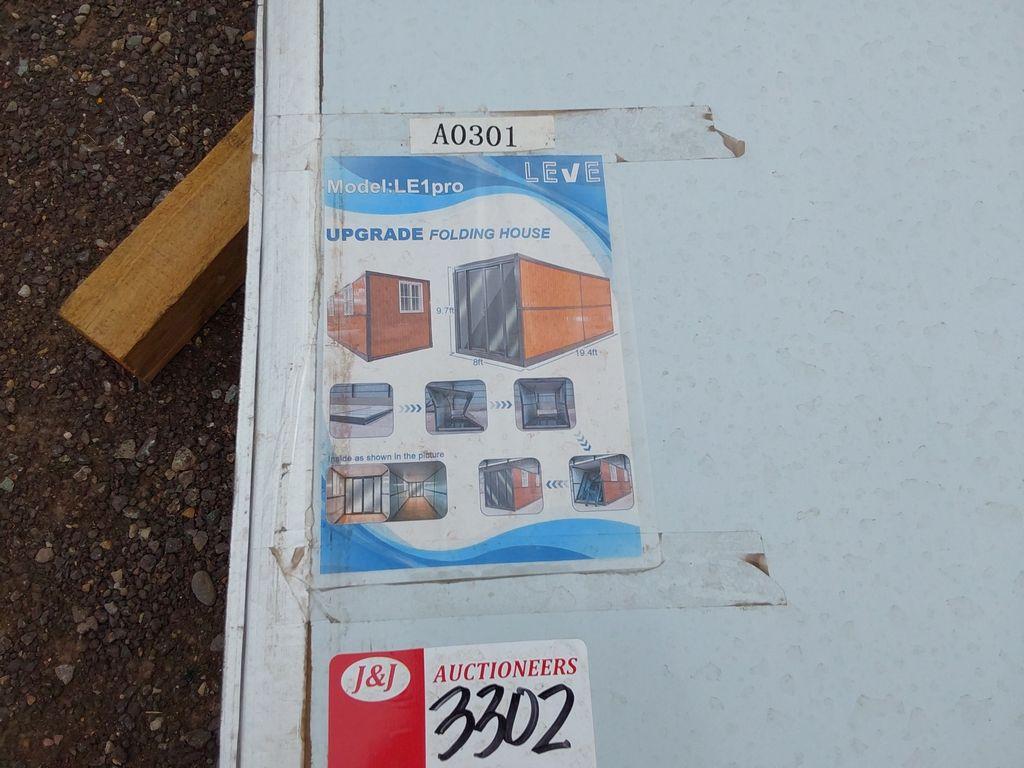 A0301
LEVE
Model:LE1pro
UPGRADE FOLDING HOUSE
9.7ft
8ft
19.4ft
Inside as shown in the picture
J&J AUCTIONEERS
3302